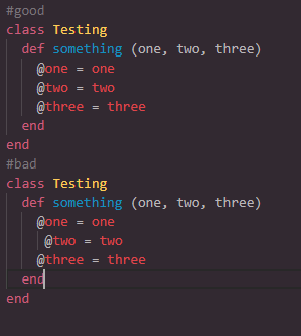 #good
class Testing
  def something (one, two, three)
    @one = one
    @two = two
    @three = three
  end
end
#bad
class Testing
  def something (one, two, three)
    @one = one
     @two = two
    @three = three
  end
end